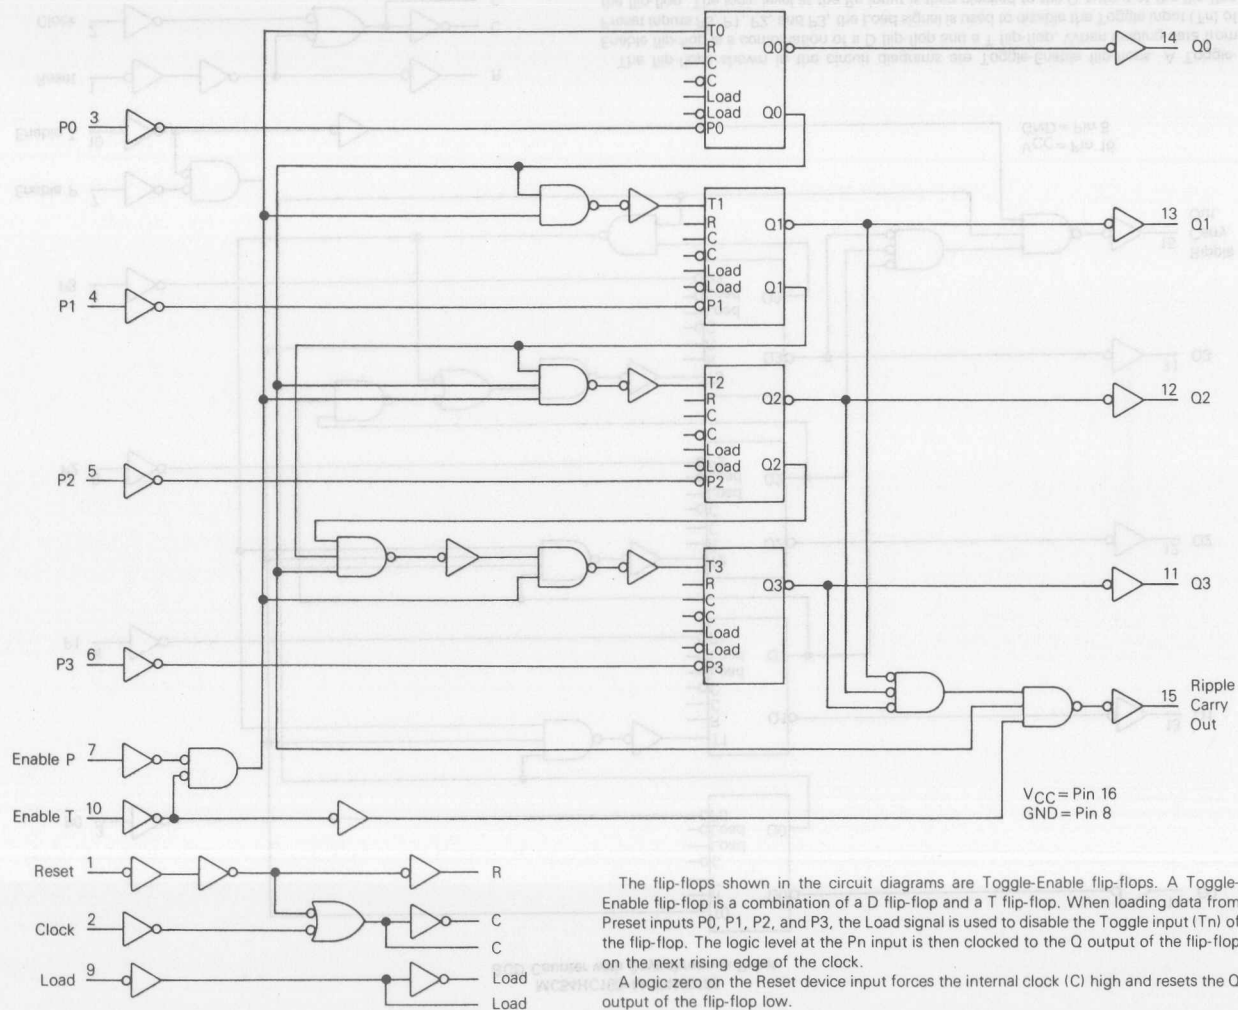 T0
R
C
C
Load
Load
P0
Q0
Q0
14 Q0
P0 3
T1
R
C
C
Load
Load
P1
Q1
Q1
13 Q1
P1 4
T2
R
C
C
Load
Load
P2
Q2
Q2
12 Q2
P2 5
T3
R
C
C
Load
Load
P3
Q3
11 Q3
P3 6
15 Ripple
Carry
Out
Enable P 7
Enable T 10
VCC = Pin 16
GND = Pin 8
Reset 1
R
Clock 2
C
C
Load 9
Load
Load
The flip-flops shown in the circuit diagrams are Toggle-Enable flip-flops. A Toggle-
Enable flip-flop is a combination of a D flip-flop and a T flip-flop. When loading data from
Preset inputs P0, P1, P2, and P3, the Load signal is used to disable the Toggle input (Tn) of
the flip-flop. The logic level at the Pn input is then clocked to the Q output of the flip-flop
on the next rising edge of the clock.
A logic zero on the Reset device input forces the internal clock (C) high and resets the Q
output of the flip-flop low.